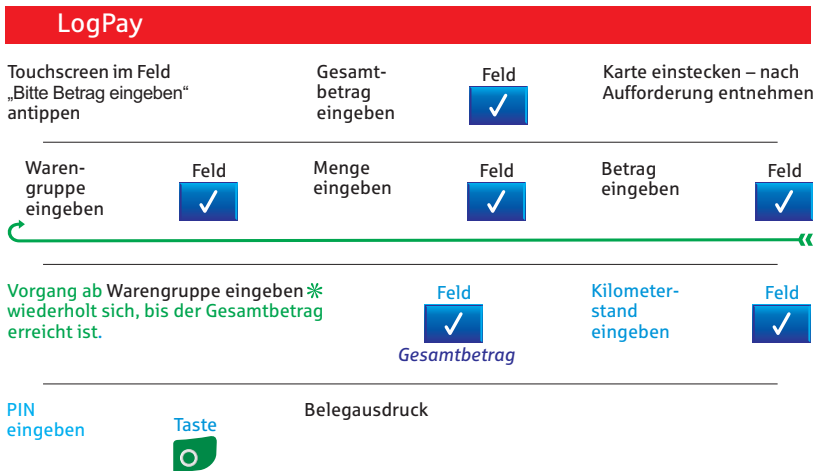 LogPay
Touchscreen im Feld
„Bitte Betrag eingeben“
antippen
Gesamt-
betrag
eingeben
Feld
Karte einstecken – nach
Aufforderung entnehmen
Waren-
gruppe
eingeben
Feld
Menge
eingeben
Feld
Betrag
eingeben
Feld
Vorgang ab Warengruppe eingeben *
wiederholt sich, bis der Gesamtbetrag
erreicht ist.
Feld
Gesamtbetrag
Kilometer-
stand
eingeben
Feld
PIN
eingeben
Taste
Belegausdruck